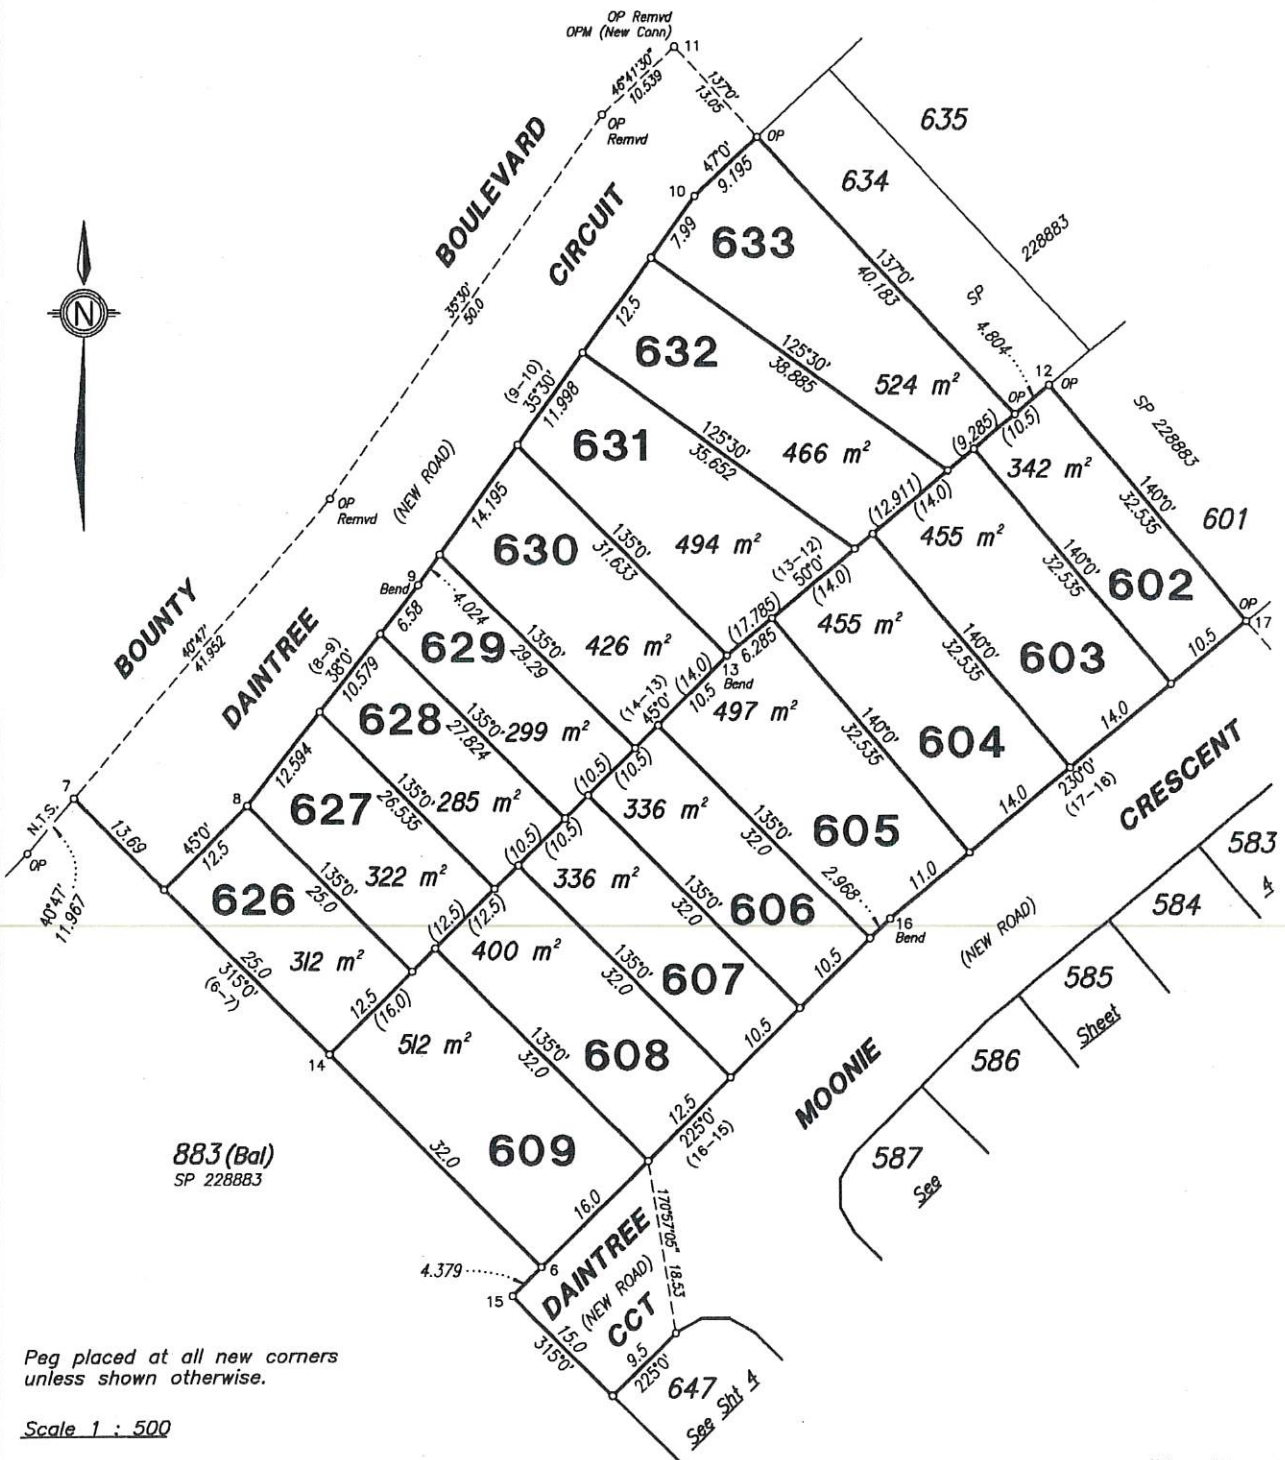 OP Remvd
OPM (New Conn)
11
46°41'30"
10.539
137°0'
13.05
OP
Remvd
OP
635
634
BOULEVARD
CIRCUIT
47°0'
9.195
10
7.99
633
137°0'
40.183
SP
228883
4.804
N
35°30'
50.0
12.5
632
125°30'
38.885
524 m²
12
OP
OP
(9-10)
35°30'
11.998
631
125°30'
35.652
466 m²
(9.285)
(10.5)
342 m²
SP 228883
601
140°0'
32.535
(NEW ROAD)
OP
Remvd
14.195
630
135°0'
31.633
494 m²
(12.911)
(14.0)
455 m²
140°0'
32.535
602
OP
17
9
Bend
4.024
6.58
(13-12)
50°0'
(14.0)
(17.785)
6.285
455 m²
140°0'
32.535
603
10.5
BOUNTY
40°47'
41.952
DAINTREE
(8-9)
38°0'
10.579
629
135°0'
29.29
426 m²
13
Bend
(14-13)
45°0'
(14.0)
10.5
497 m²
140°0'
32.535
604
14.0
230°0'
(17-16)
628
135°0'
27.824
299 m²
(10.5)
(10.5)
336 m²
135°0'
32.0
605
14.0
CRESCENT
7
N.T.S.
OP
40°47'
11.967
13.69
8
12.594
45°0'
12.5
627
135°0'
26.535
285 m²
(10.5)
(10.5)
336 m²
135°0'
32.0
606
2.968
11.0
16
Bend
583
4
584
626
135°0'
25.0
322 m²
(12.5)
(12.5)
400 m²
135°0'
32.0
607
10.5
(NEW ROAD)
585
Sheet
25.0
315°0'
(6-7)
312 m²
12.5
(16.0)
14
512 m²
135°0'
32.0
608
10.5
MOONIE
586
12.5
225°0'
(16-15)
883 (Bal)
SP 228883
32.0
609
16.0
587
See
170°57'05"
18.53
4.379
6
15
DAINTREE
(NEW ROAD)
CCT
15.0
315°0'
9.5
225°0'
647
See Sht 4
Peg placed at all new corners
unless shown otherwise.
Scale 1 : 500